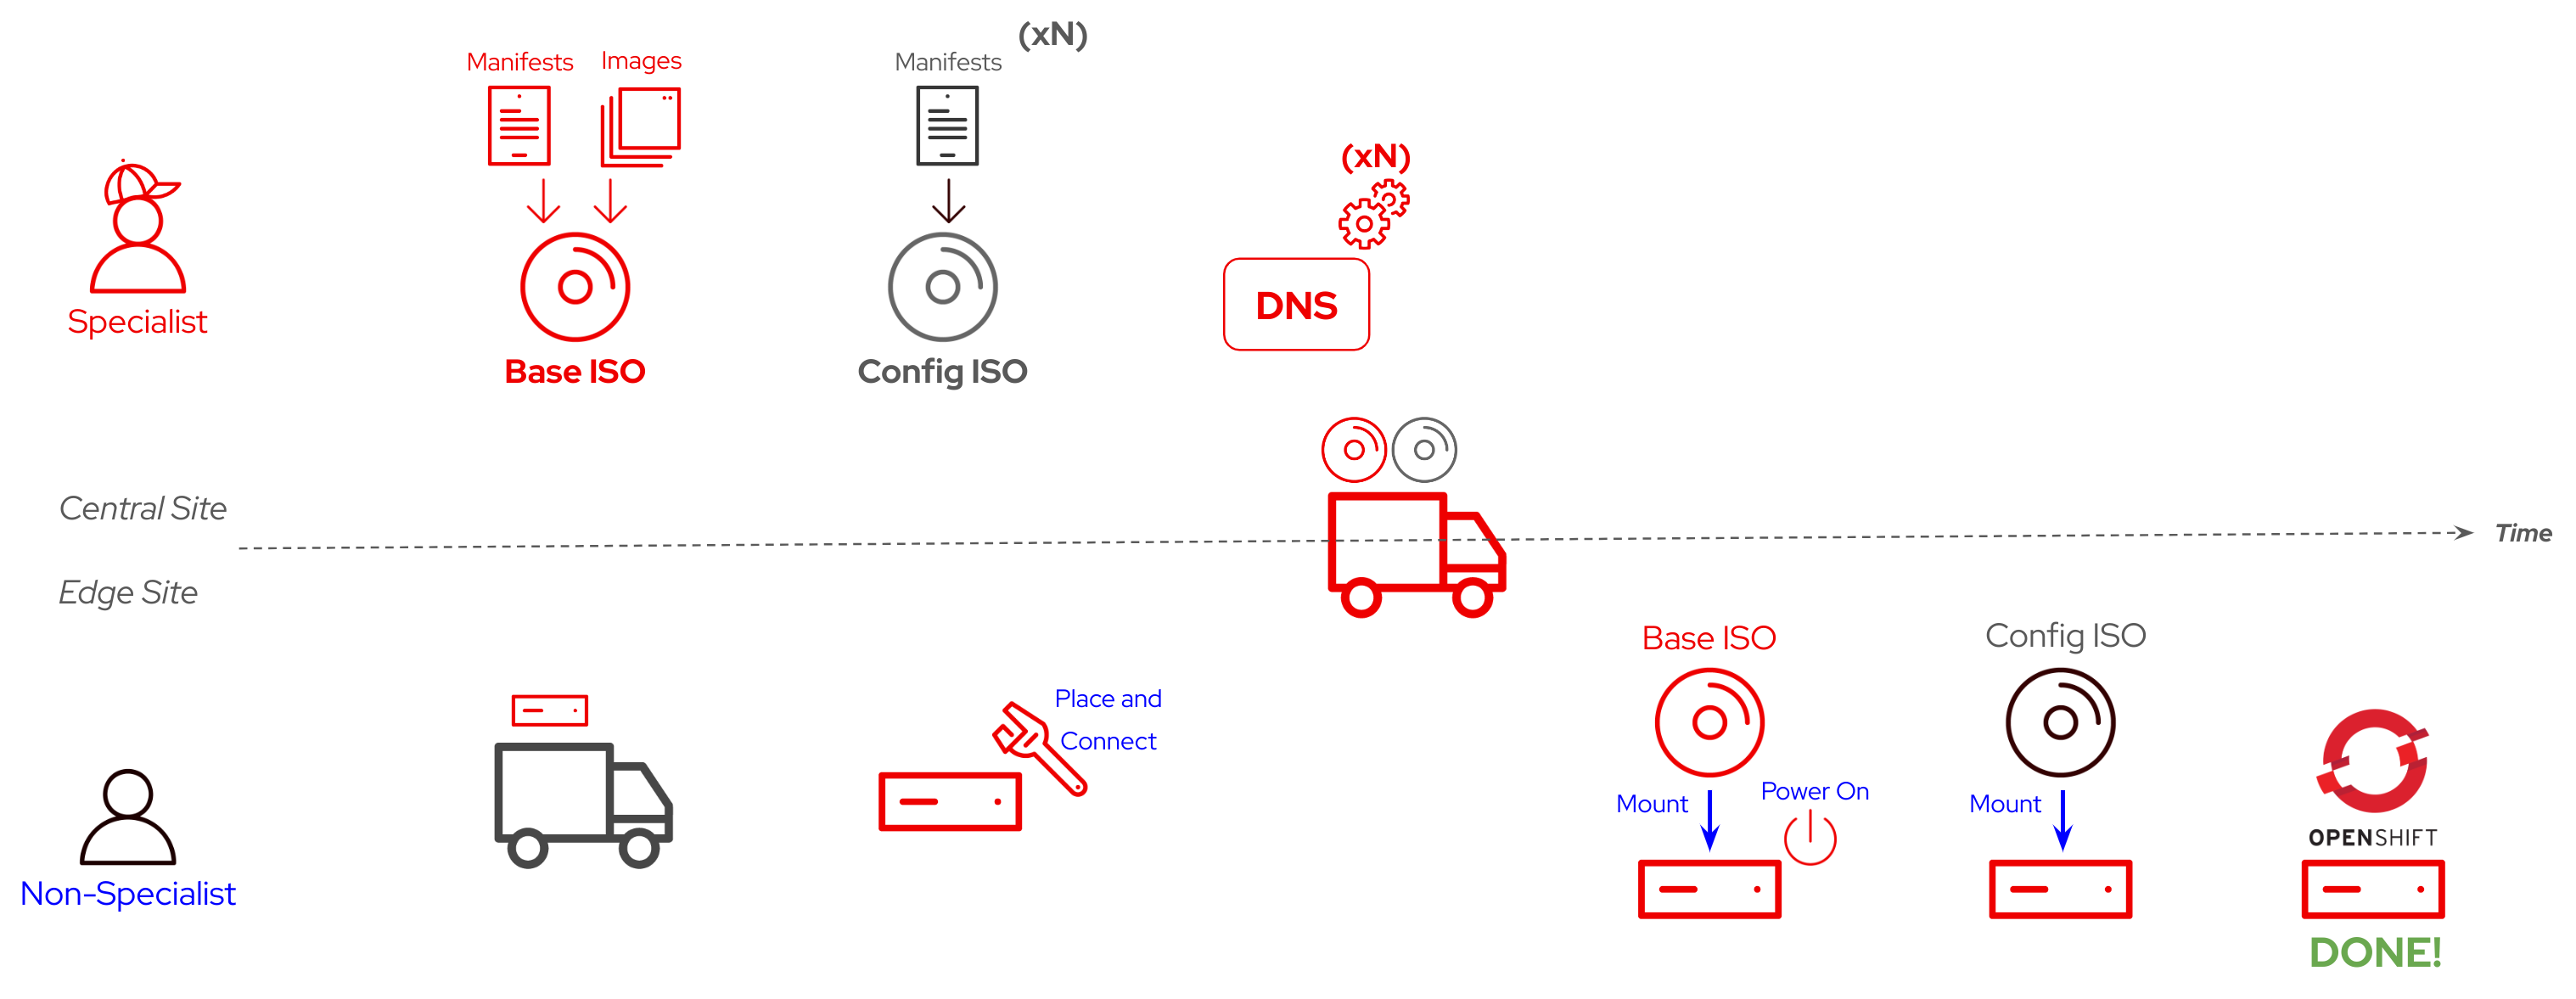 (xN)
Manifests
Images
Manifests
(xN)
DNS
Specialist
Base ISO
Config ISO
Central Site
Time
Edge Site
Base ISO
Config ISO
Place and
Connect
Mount
Power On
Mount
OPENSHIFT
Non-Specialist
DONE!